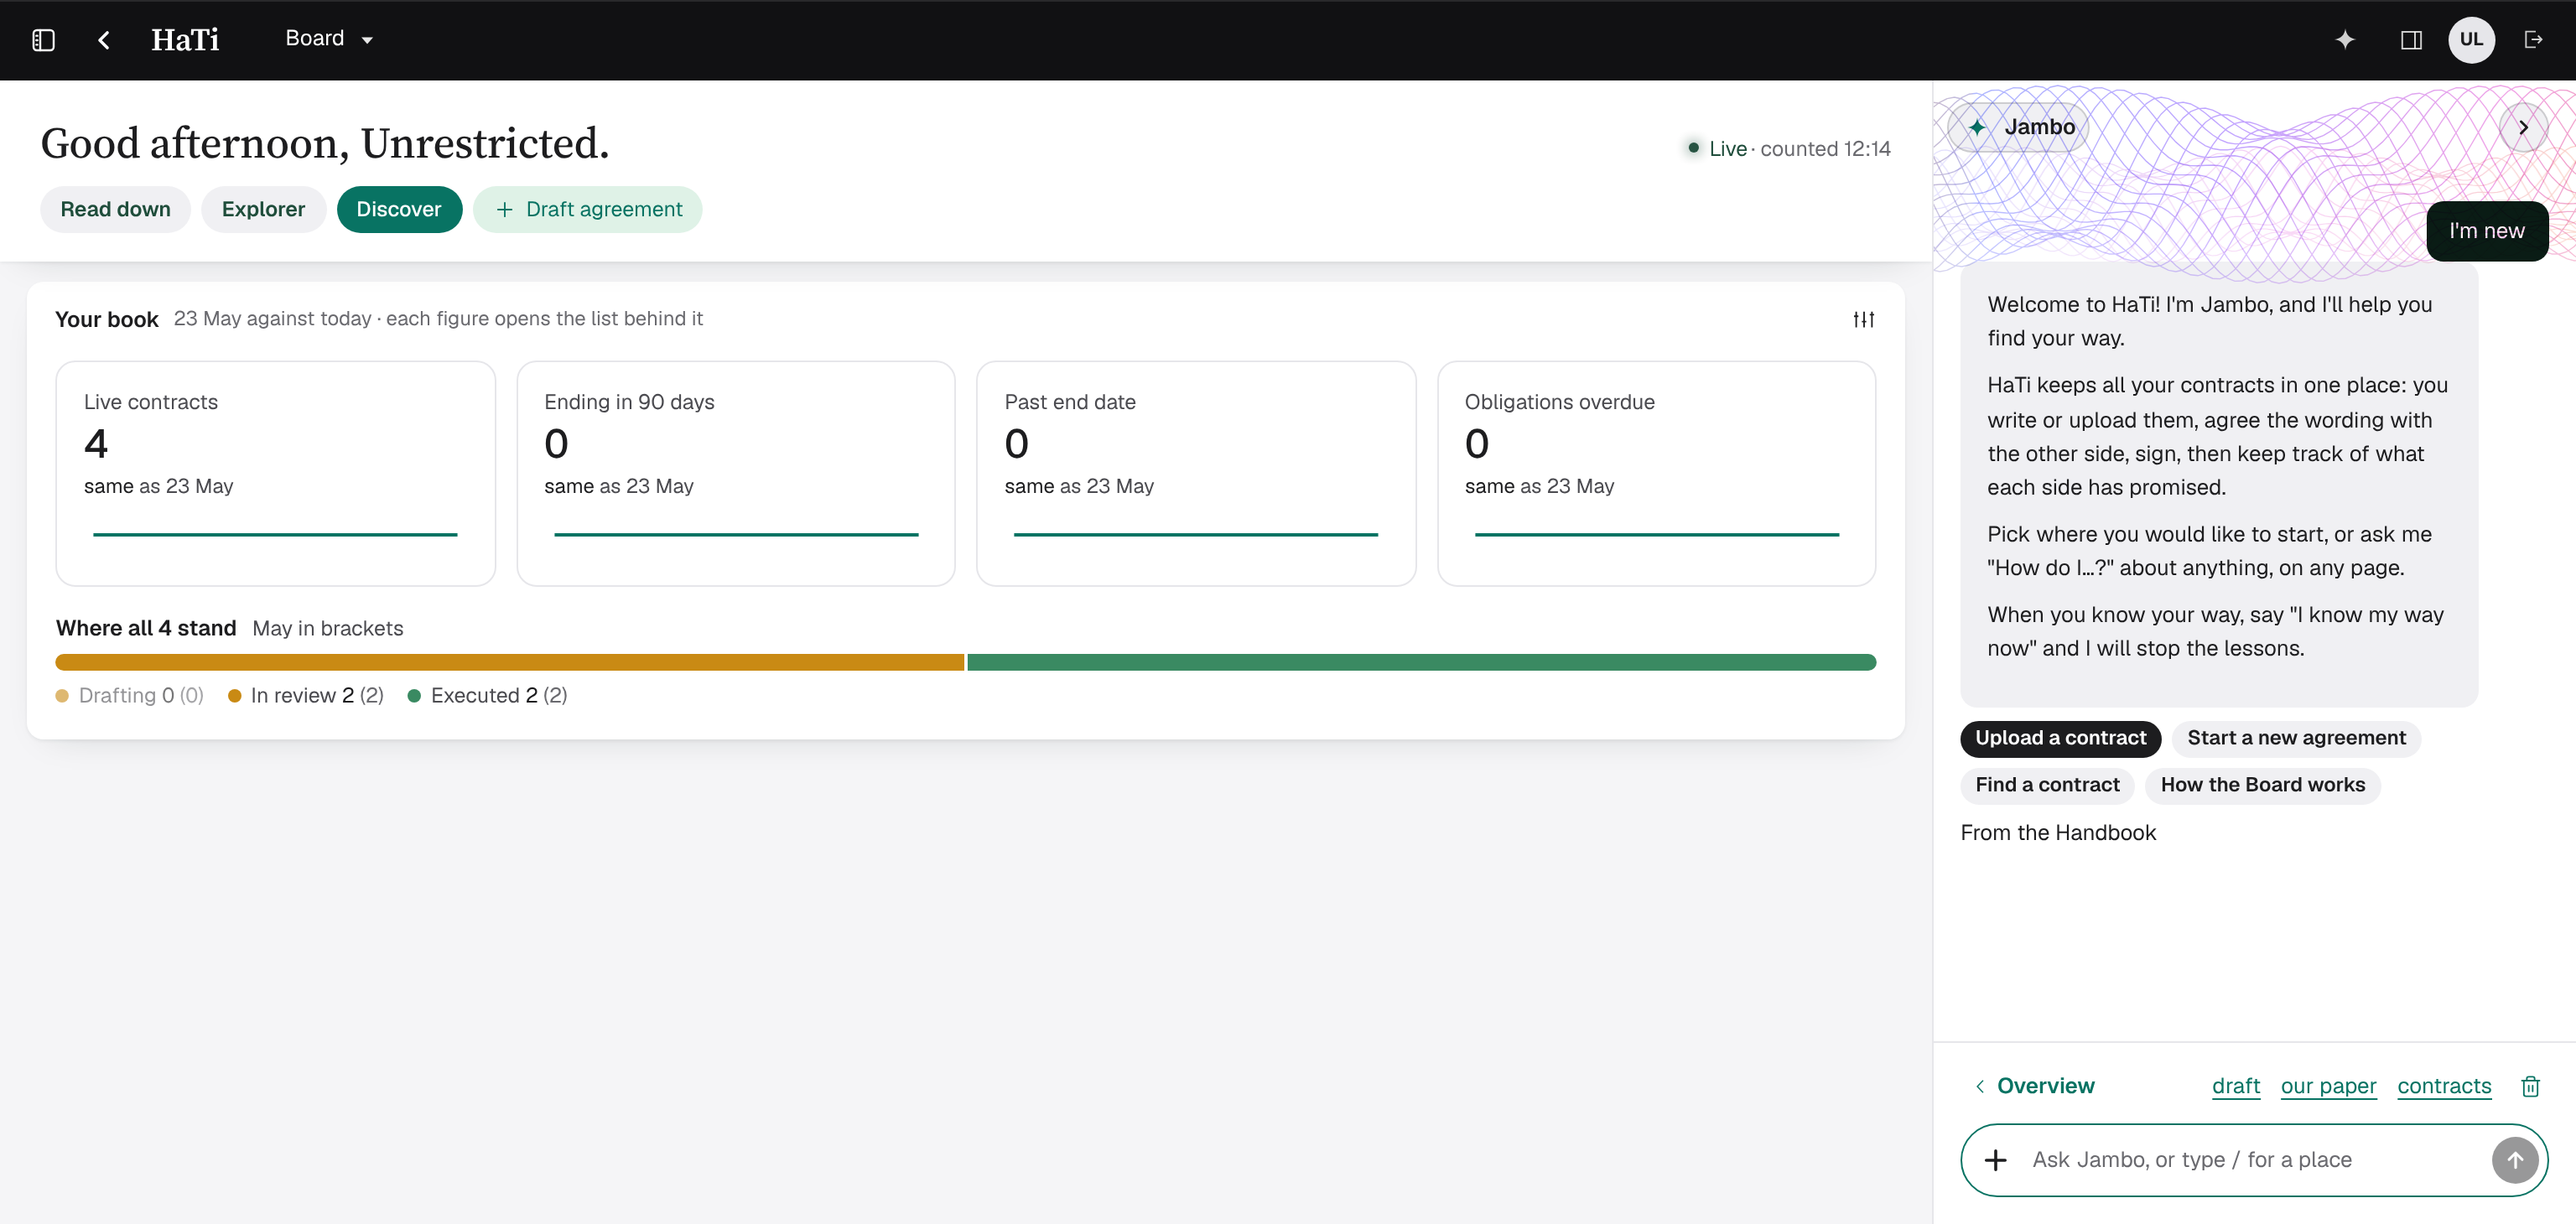 HaTi
Board
UL
Good afternoon, Unrestricted.
Live · counted 12:14
Read down
Explorer
Discover
+ Draft agreement
Your book 23 May against today · each figure opens the list behind it
Live contracts
4
same as 23 May
Ending in 90 days
0
same as 23 May
Past end date
0
same as 23 May
Obligations overdue
0
same as 23 May
Where all 4 stand May in brackets
Drafting 0 (0) In review 2 (2) Executed 2 (2)
Jambo
I'm new
Welcome to HaTi! I'm Jambo, and I'll help you
find your way.
HaTi keeps all your contracts in one place: you
write or upload them, agree the wording with
the other side, sign, then keep track of what
each side has promised.
Pick where you would like to start, or ask me
"How do I...?" about anything, on any page.
When you know your way, say "I know my way
now" and I will stop the lessons.
Upload a contract
Start a new agreement
Find a contract
How the Board works
From the Handbook
Overview
draft our paper contracts
Ask Jambo, or type / for a place